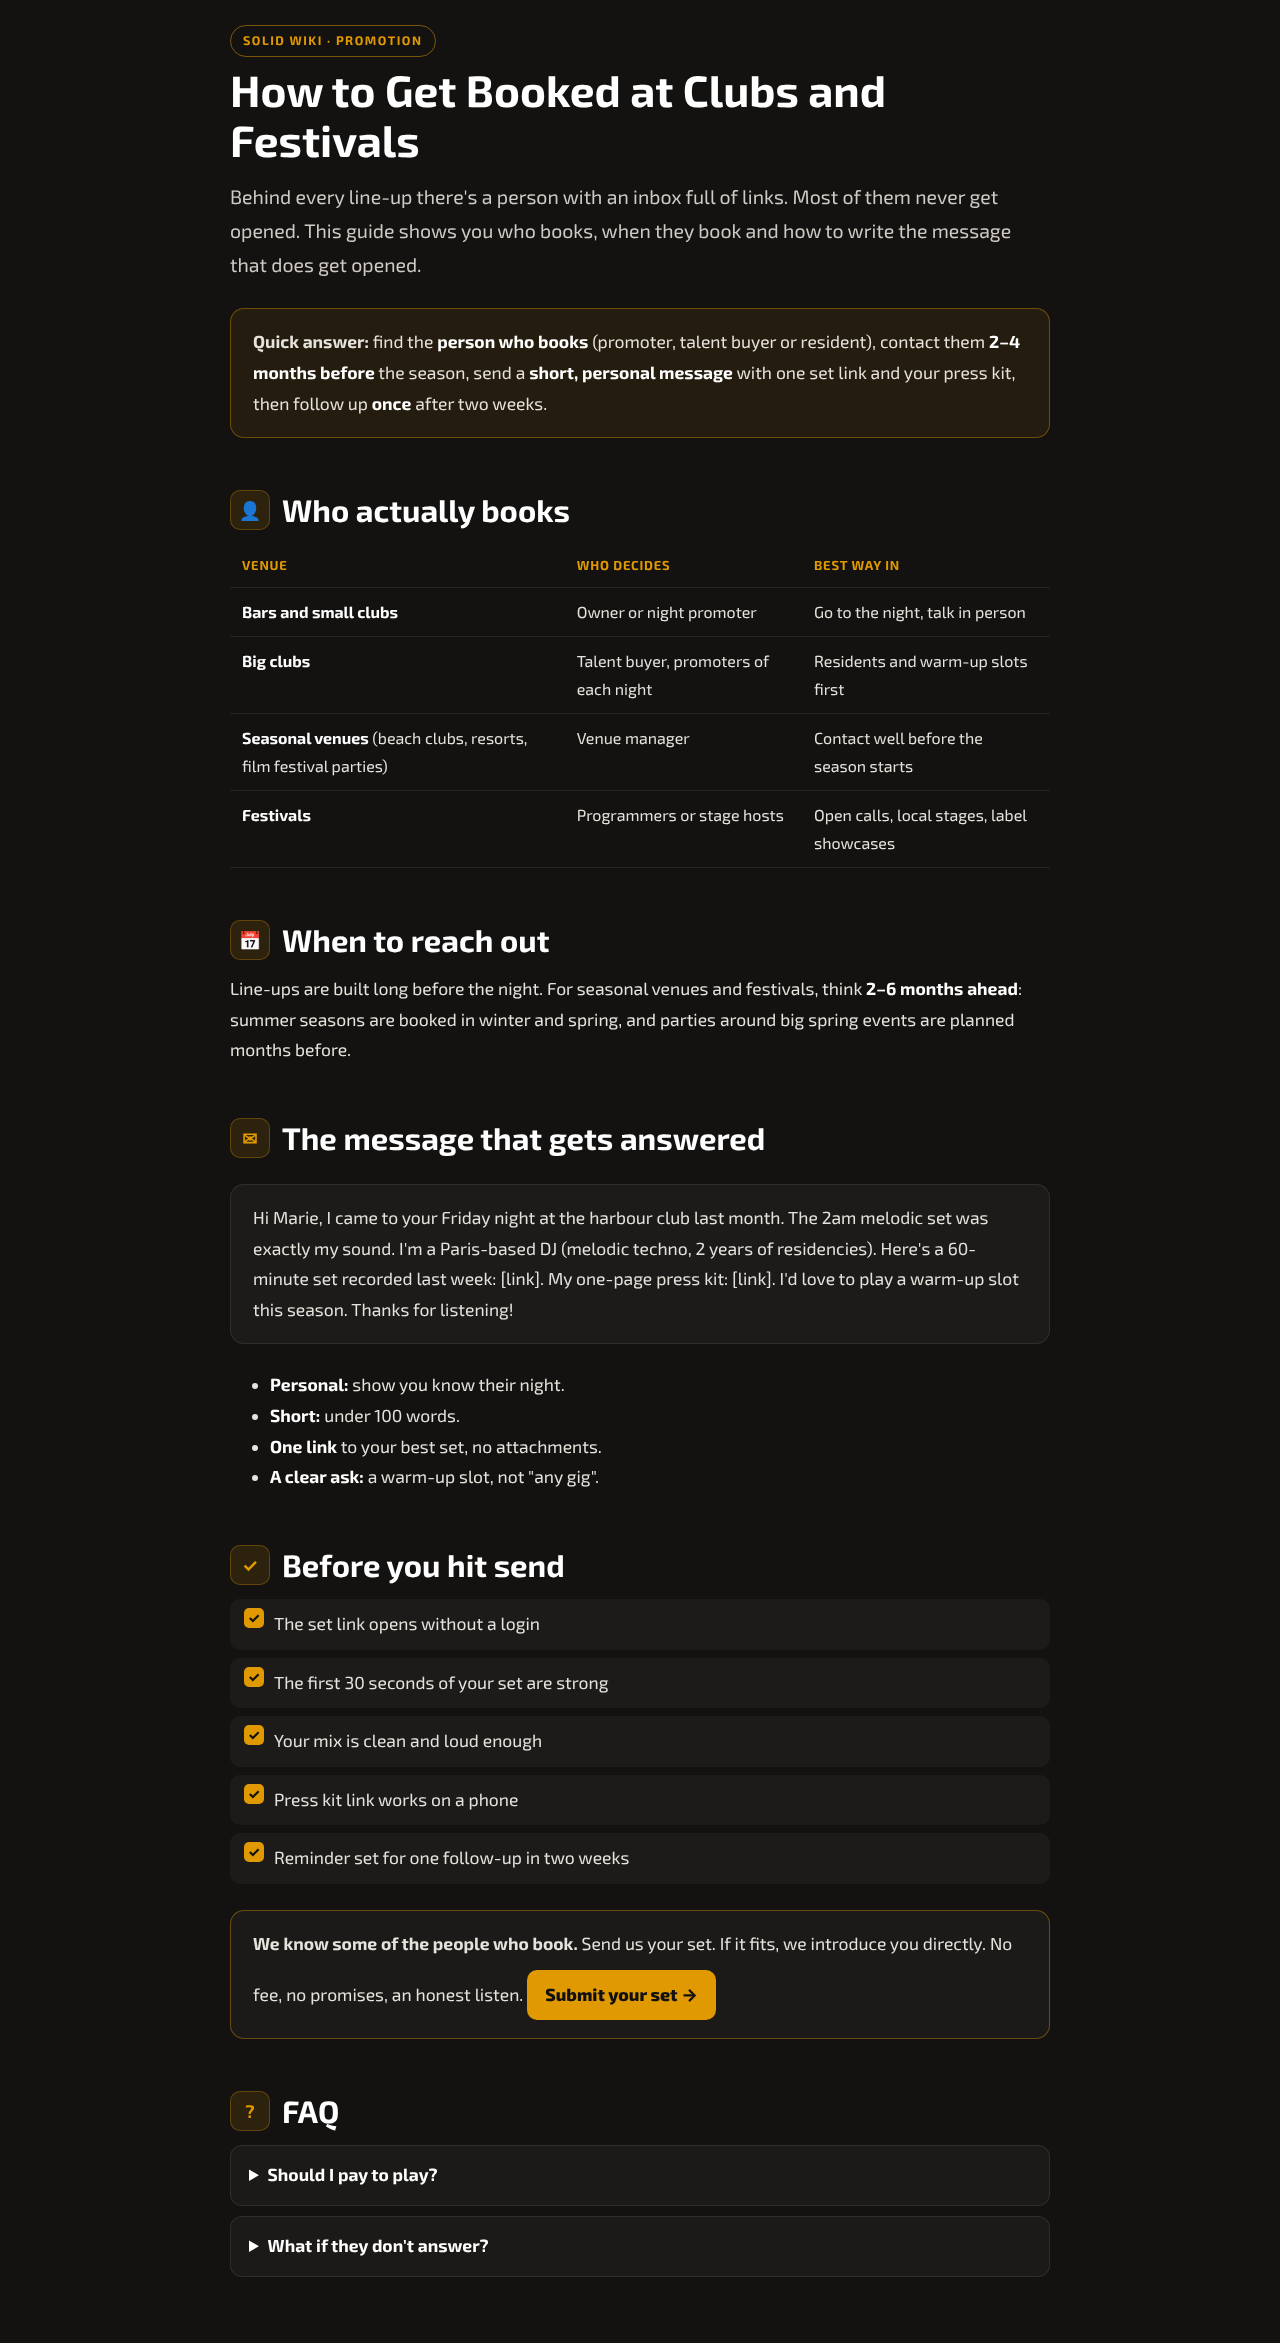 SOLID WIKI · PROMOTION
How to Get Booked at Clubs and
Festivals
Behind every line-up there's a person with an inbox full of links. Most of them never get
opened. This guide shows you who books, when they book and how to write the message
that does get opened.
Quick answer: find the person who books (promoter, talent buyer or resident), contact them 2–4
months before the season, send a short, personal message with one set link and your press kit,
then follow up once after two weeks.
Who actually books
VENUE WHO DECIDES BEST WAY IN
Bars and small clubs Owner or night promoter Go to the night, talk in person
Big clubs Talent buyer, promoters of Residents and warm-up slots
each night first
Seasonal venues (beach clubs, resorts, Venue manager Contact well before the
film festival parties) season starts
Festivals Programmers or stage hosts Open calls, local stages, label
showcases
July
17
When to reach out
Line-ups are built long before the night. For seasonal venues and festivals, think 2–6 months ahead:
summer seasons are booked in winter and spring, and parties around big spring events are planned
months before.
The message that gets answered
Hi Marie, I came to your Friday night at the harbour club last month. The 2am melodic set was
exactly my sound. I'm a Paris-based DJ (melodic techno, 2 years of residencies). Here's a 60-
minute set recorded last week: [link]. My one-page press kit: [link]. I'd love to play a warm-up slot
this season. Thanks for listening!
• Personal: show you know their night.
• Short: under 100 words.
• One link to your best set, no attachments.
• A clear ask: a warm-up slot, not "any gig".
✓ Before you hit send
✓ The set link opens without a login
✓ The first 30 seconds of your set are strong
✓ Your mix is clean and loud enough
✓ Press kit link works on a phone
✓ Reminder set for one follow-up in two weeks
We know some of the people who book. Send us your set. If it fits, we introduce you directly. No
fee, no promises, an honest listen. Submit your set →
? FAQ
▶ Should I pay to play?
▶ What if they don't answer?